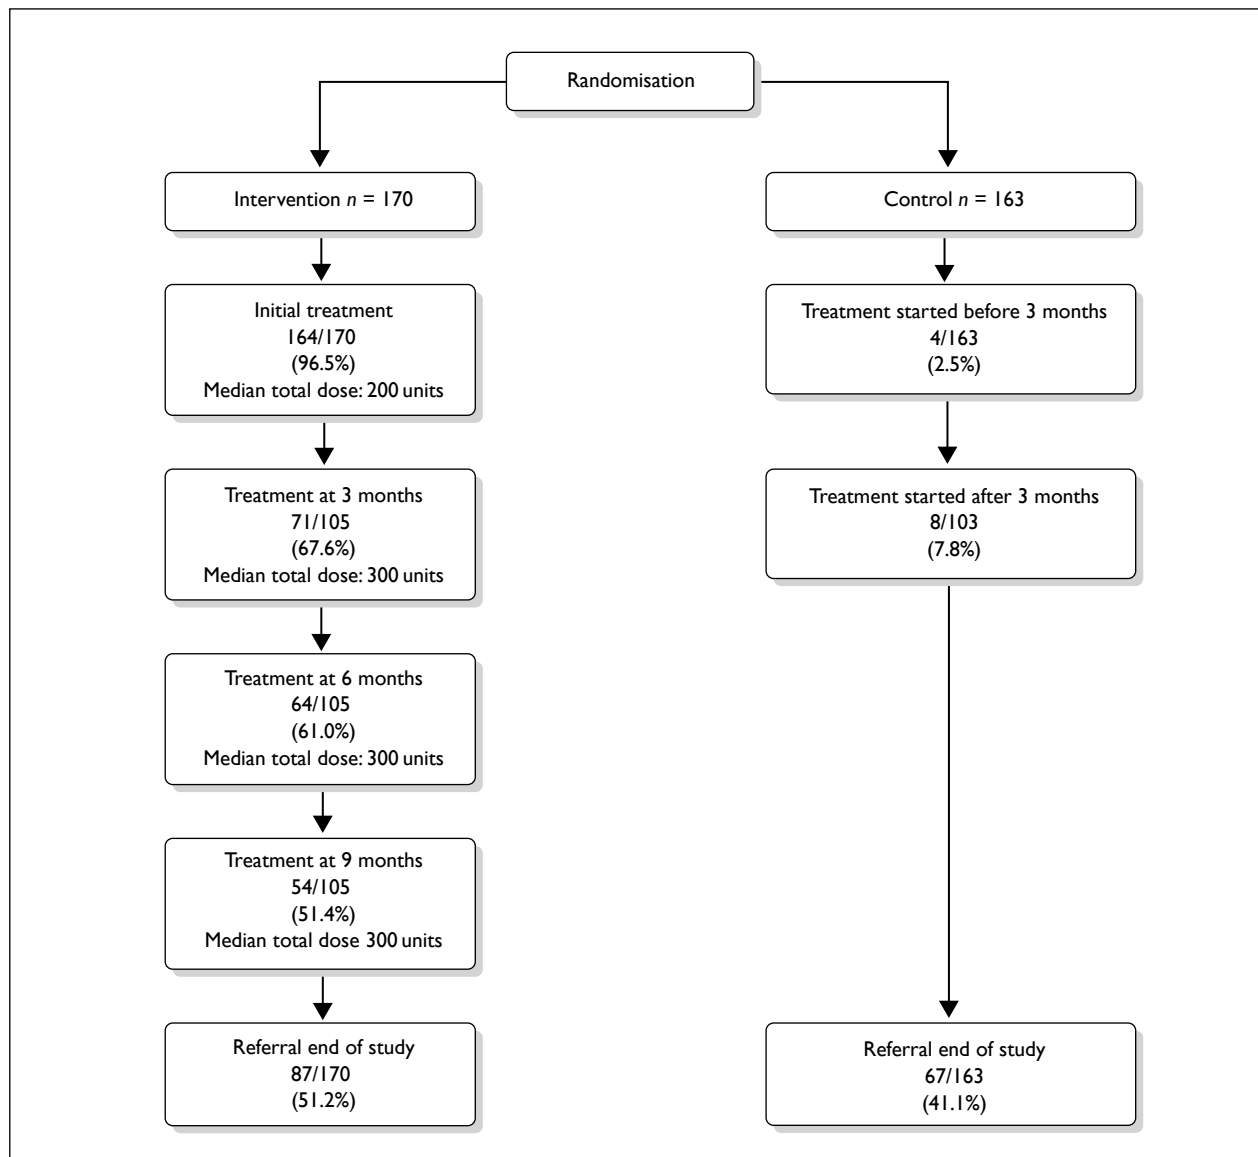 Randomisation
Intervention n = 170
Control n = 163
Initial treatment
164/170
(96.5%)
Median total dose: 200 units
Treatment started before 3 months
4/163
(2.5%)
Treatment at 3 months
71/105
(67.6%)
Median total dose: 300 units
Treatment started after 3 months
8/103
(7.8%)
Treatment at 6 months
64/105
(61.0%)
Median total dose: 300 units
Treatment at 9 months
54/105
(51.4%)
Median total dose 300 units
Referral end of study
87/170
(51.2%)
Referral end of study
67/163
(41.1%)